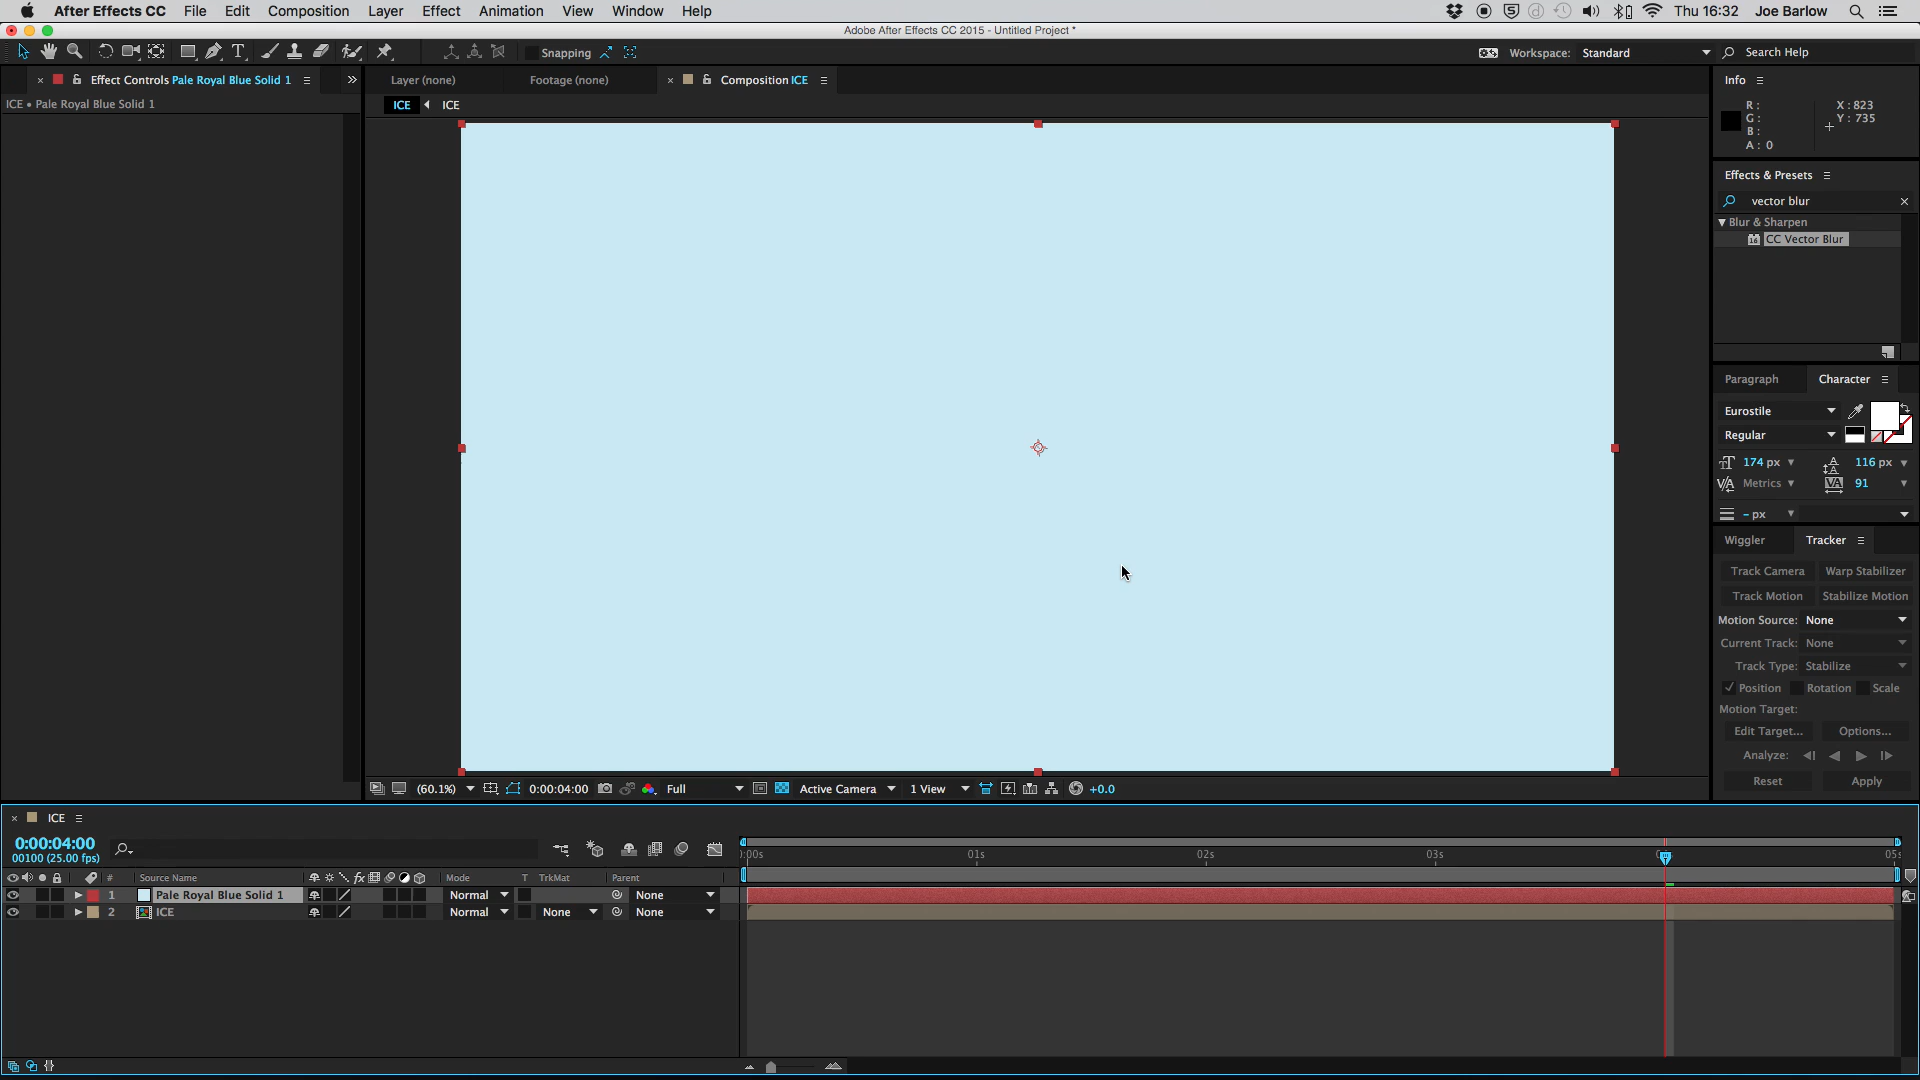 After Effects CC File Edit Composition Layer Effect Animation View Window Help Thu 16:32 Joe Barlow
Adobe After Effects CC 2015 - Untitled Project *
Snapping Workspace: Standard Search Help
Effect Controls Pale Royal Blue Solid 1
Layer (none) Footage (none) Composition ICE
Info
ICE • Pale Royal Blue Solid 1
ICE ICE
R:
G:
B:
A: 0
X: 823
Y: 735
Effects & Presets
vector blur
Blur & Sharpen
CC Vector Blur
Paragraph Character
Eurostile
Regular
174 px 116 px
Metrics 91
- px
Wiggler Tracker
Track Camera Warp Stabilizer
Track Motion Stabilize Motion
Motion Source: None
Current Track: None
Track Type: Stabilize
Position Rotation Scale
Motion Target:
Edit Target... Options...
Analyze:
Reset Apply
(60.1%) 0:00:04:00 Full Active Camera 1 View +0.0
ICE
0:00:04:00
00100 (25.00 fps)
:00s 01s 02s 03s 05s
# Source Name fx Mode T TrkMat Parent
1 Pale Royal Blue Solid 1 Normal None
2 ICE Normal None None